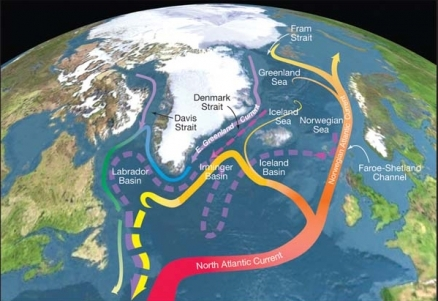 Fram
Strait
Greenland
Sea
Denmark
Strait
Iceland
Sea
Norwegian
Sea
Davis
Strait
E. Greenland Current
Norwegian Atlantic Current
Labrador
Basin
Irminger
Basin
Iceland
Basin
Faroe-Shetland
Channel
North Atlantic Current